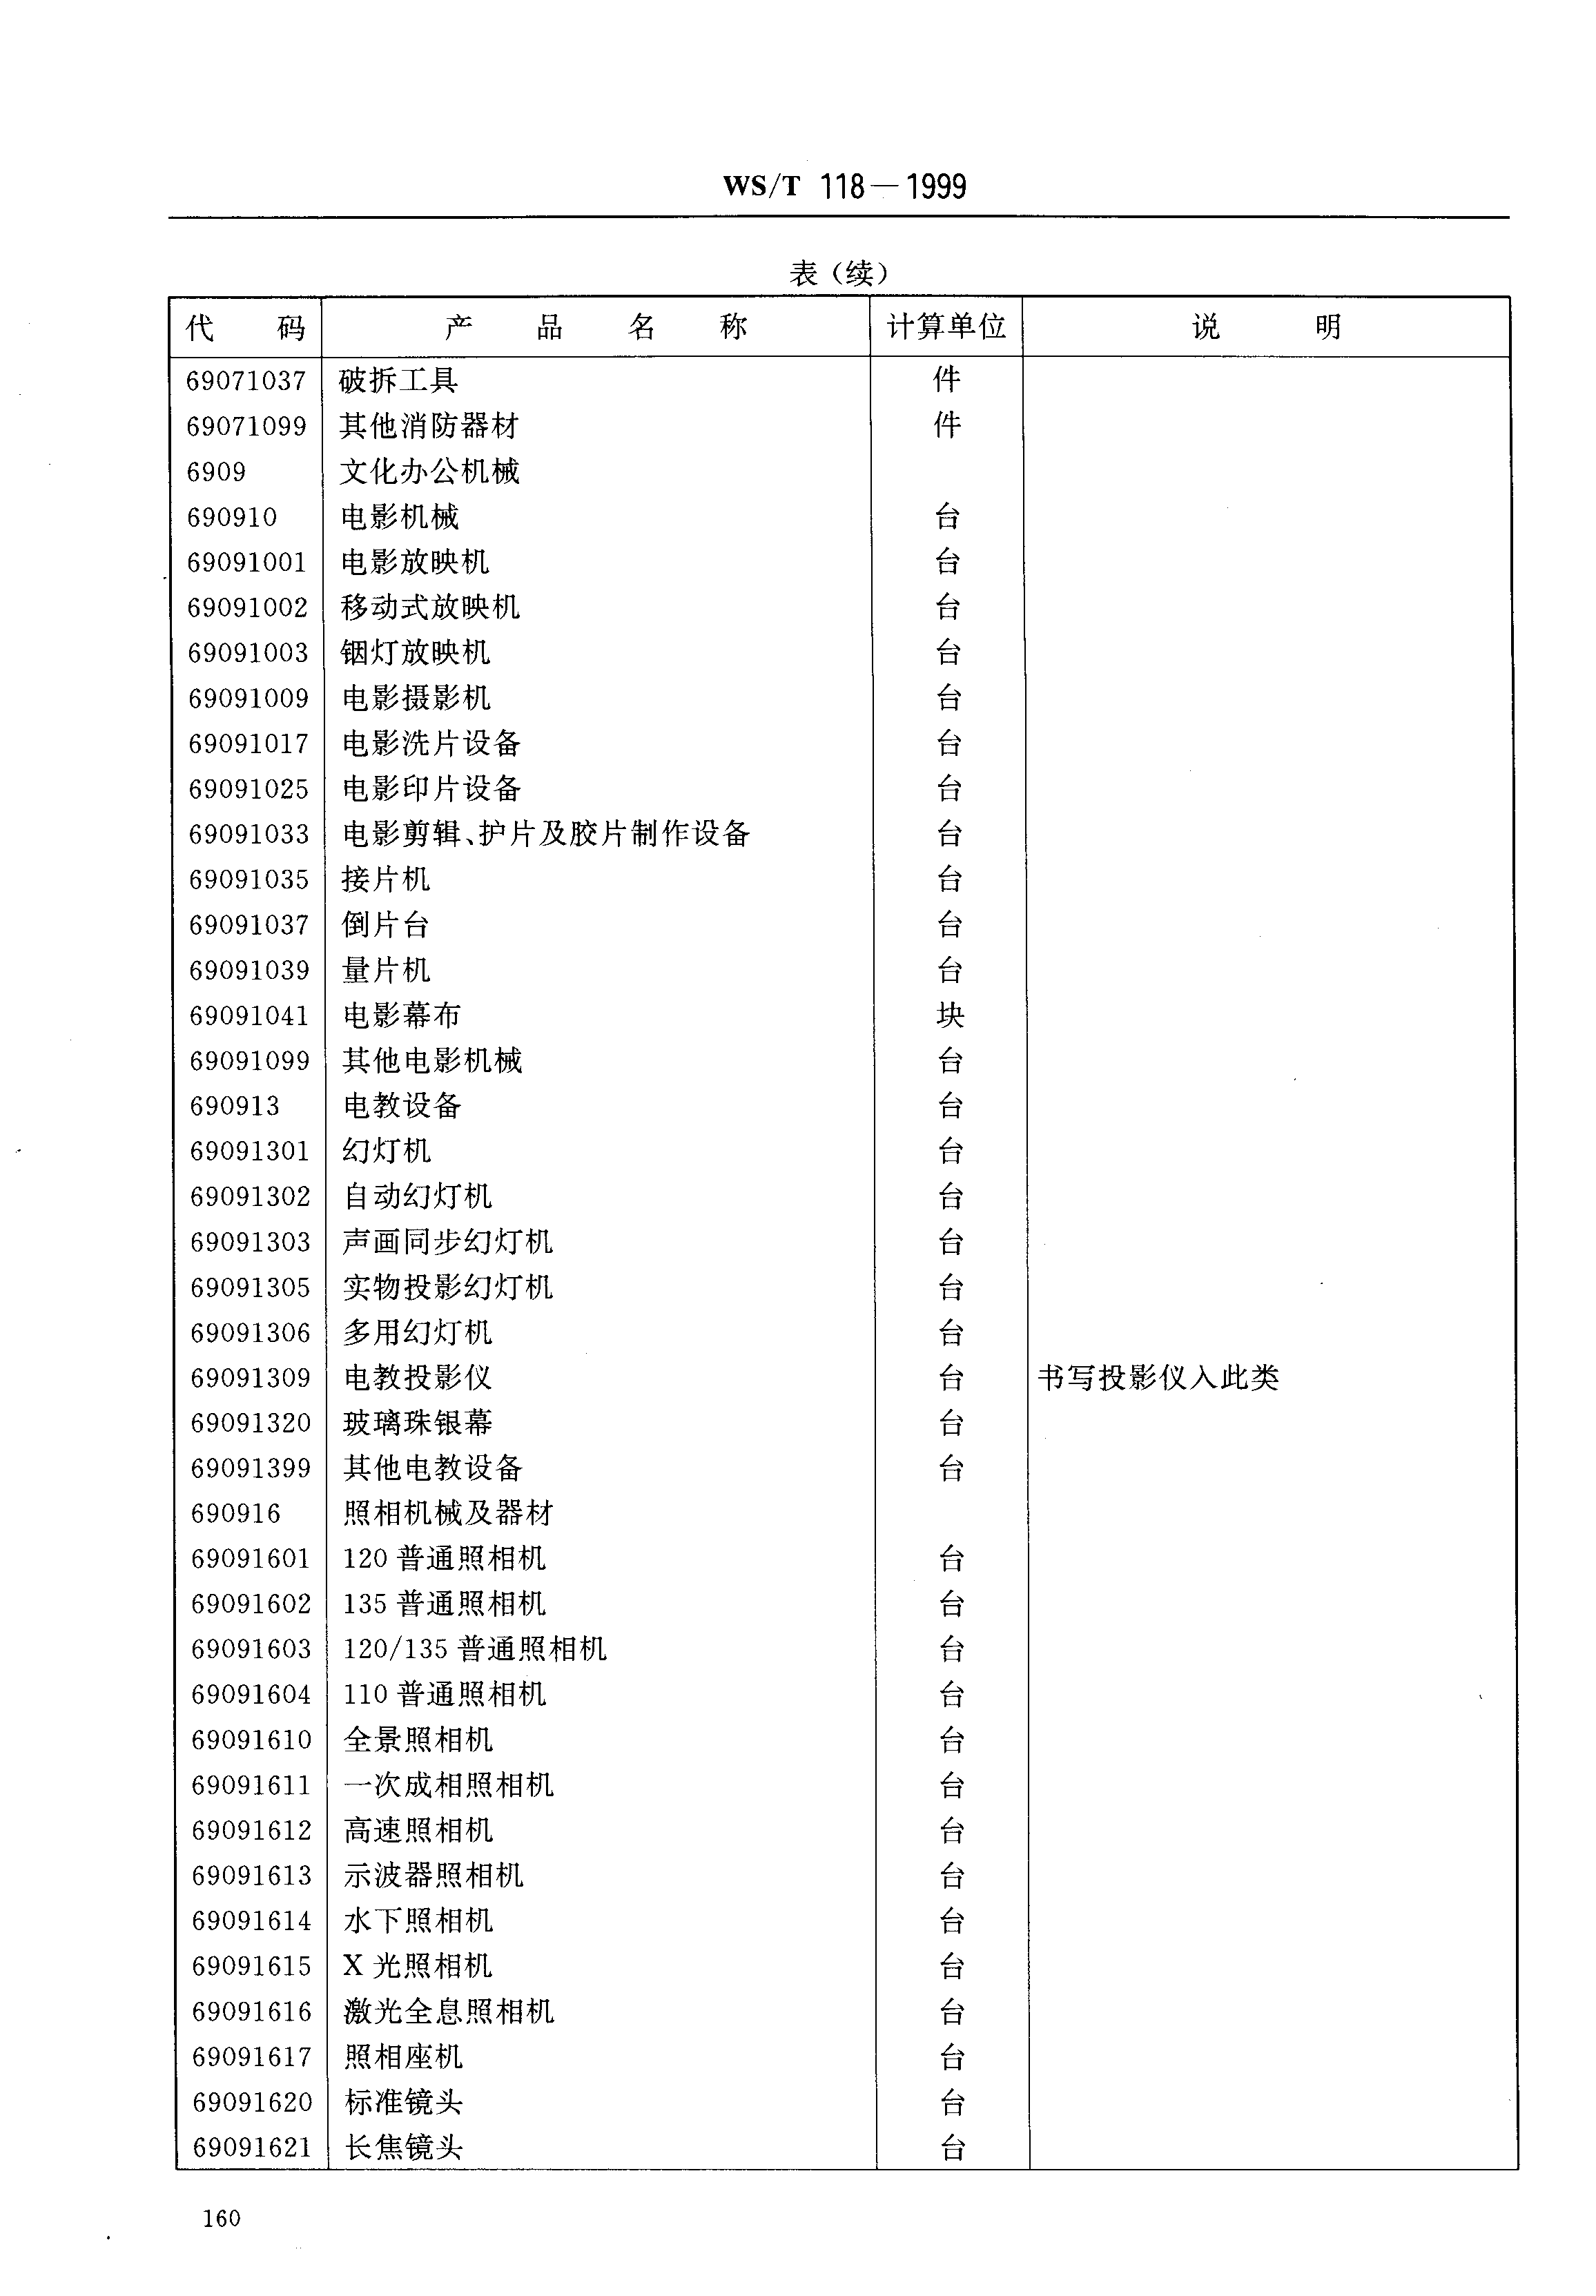 WS/T 118—1999
表（续）
代 码 产 品 名 称 计算单位 说 明
69071037 破拆工具 件
69071099 其他消防器材 件
6909 文化办公机械
690910 电影机械 台
69091001 电影放映机 台
69091002 移动式放映机 台
69091003 铟灯放映机 台
69091009 电影摄影机 台
69091017 电影洗片设备 台
69091025 电影印片设备 台
69091033 电影剪辑、护片及胶片制作设备 台
69091035 接片机 台
69091037 倒片台 台
69091039 量片机 台
69091041 电影幕布 块
69091099 其他电影机械 台
690913 电教设备 台
69091301 幻灯机 台
69091302 自动幻灯机 台
69091303 声画同步幻灯机 台
69091305 实物投影幻灯机 台
69091306 多用幻灯机 台
69091309 电教投影仪 台 书写投影仪入此类
69091320 玻璃珠银幕 台
69091399 其他电教设备 台
690916 照相机械及器材
69091601 120普通照相机 台
69091602 135普通照相机 台
69091603 120/135普通照相机 台
69091604 110普通照相机 台
69091610 全景照相机 台
69091611 一次成相照相机 台
69091612 高速照相机 台
69091613 示波器照相机 台
69091614 水下照相机 台
69091615 X光照相机 台
69091616 激光全息照相机 台
69091617 照相座机 台
69091620 标准镜头 台
69091621 长焦镜头 台
160